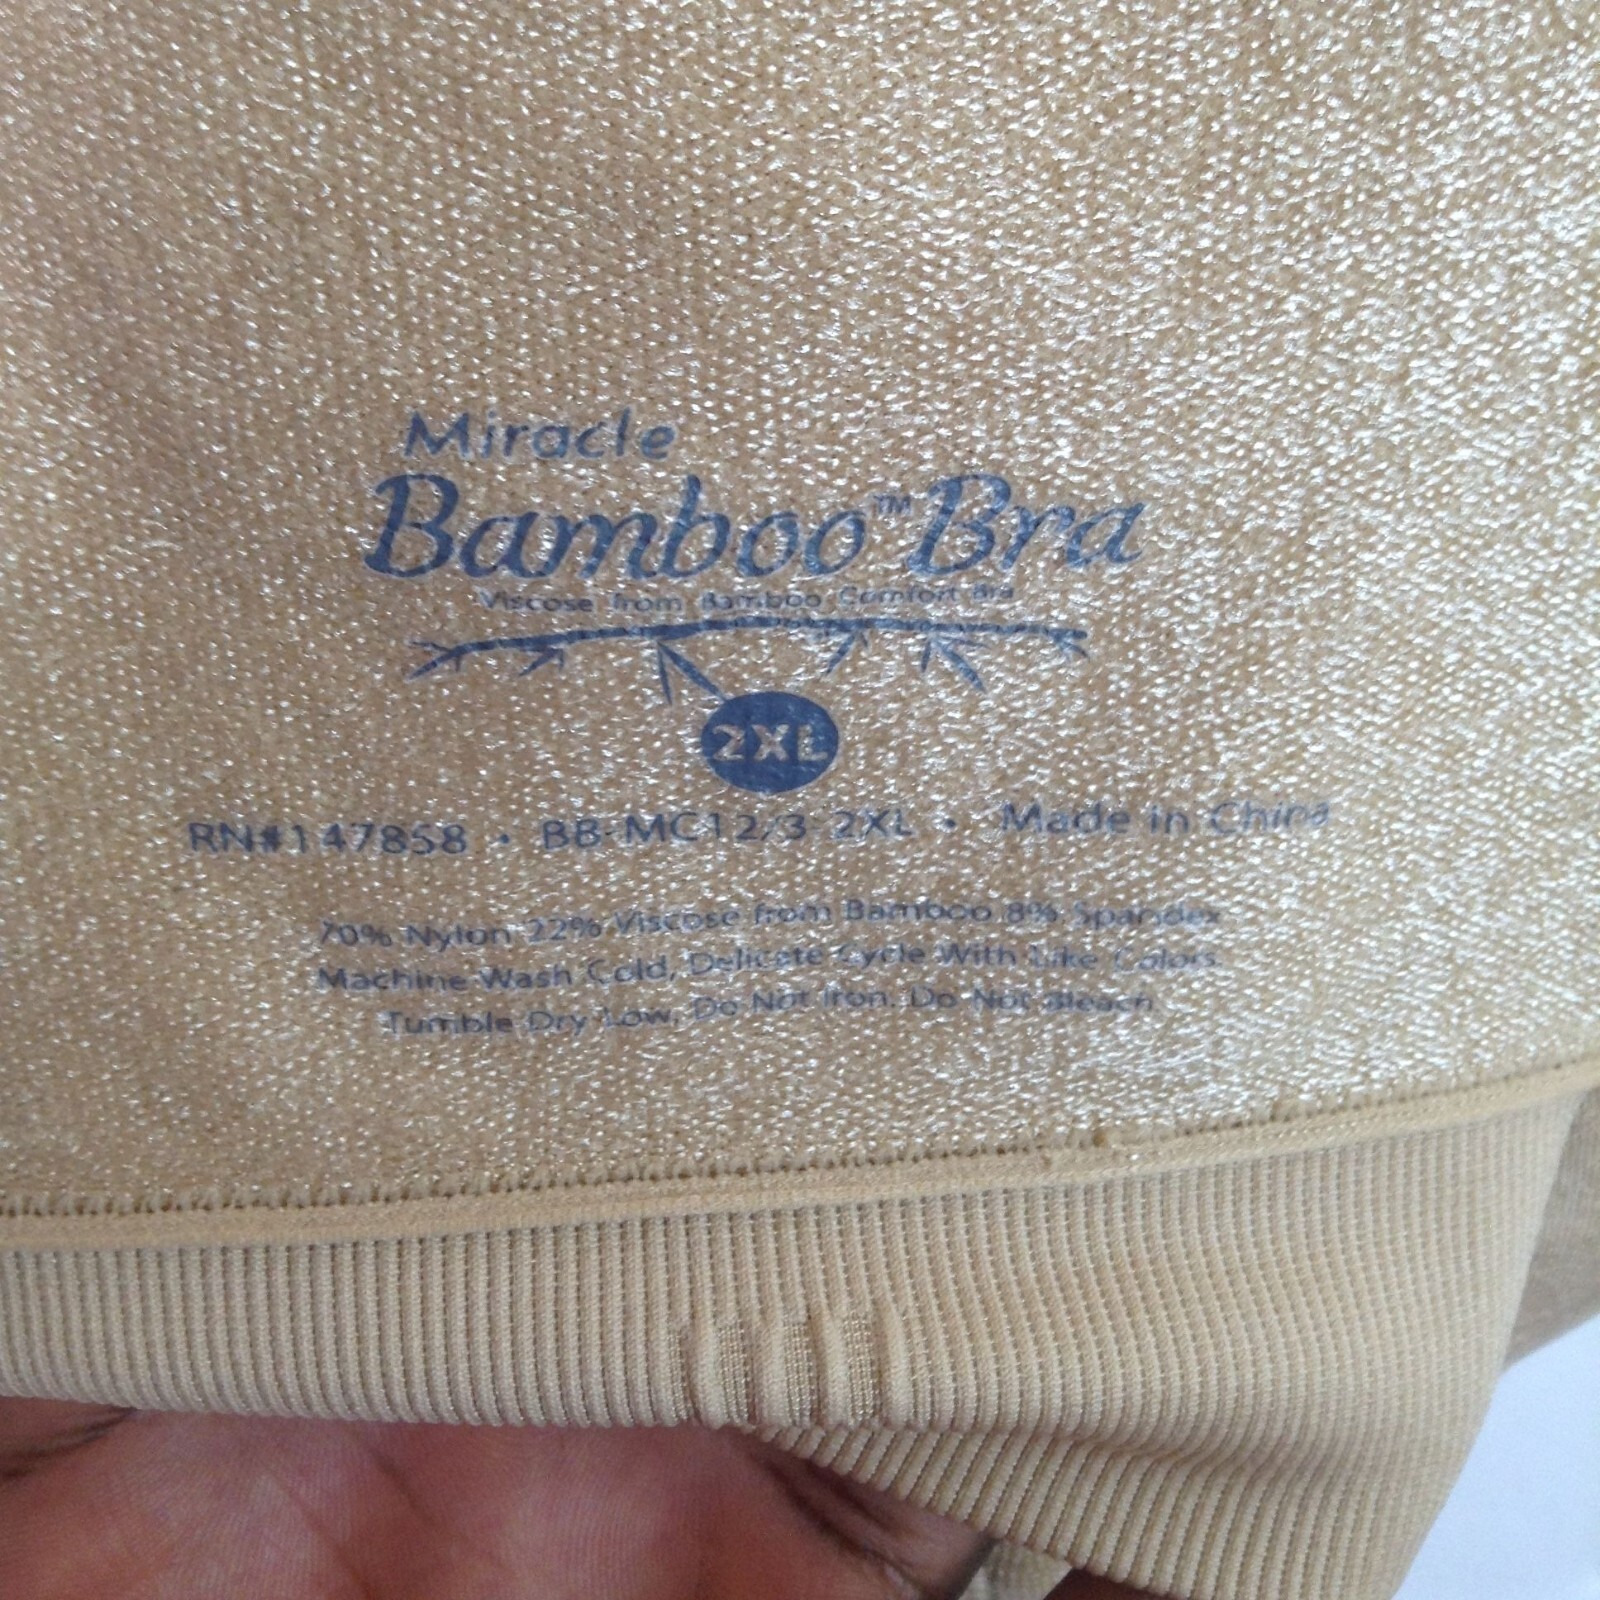 Miracle
Bamboo™ Bra
Viscose from Bamboo Comfort Bra
2XL
RN#147858 • BB-MC12/3-2XL • Made in China
70% Nylon 22% Viscose from Bamboo 8% Spandex
Machine Wash Cold, Delicate Cycle With Like Colors.
Tumble Dry Low, Do Not Iron. Do Not Bleach